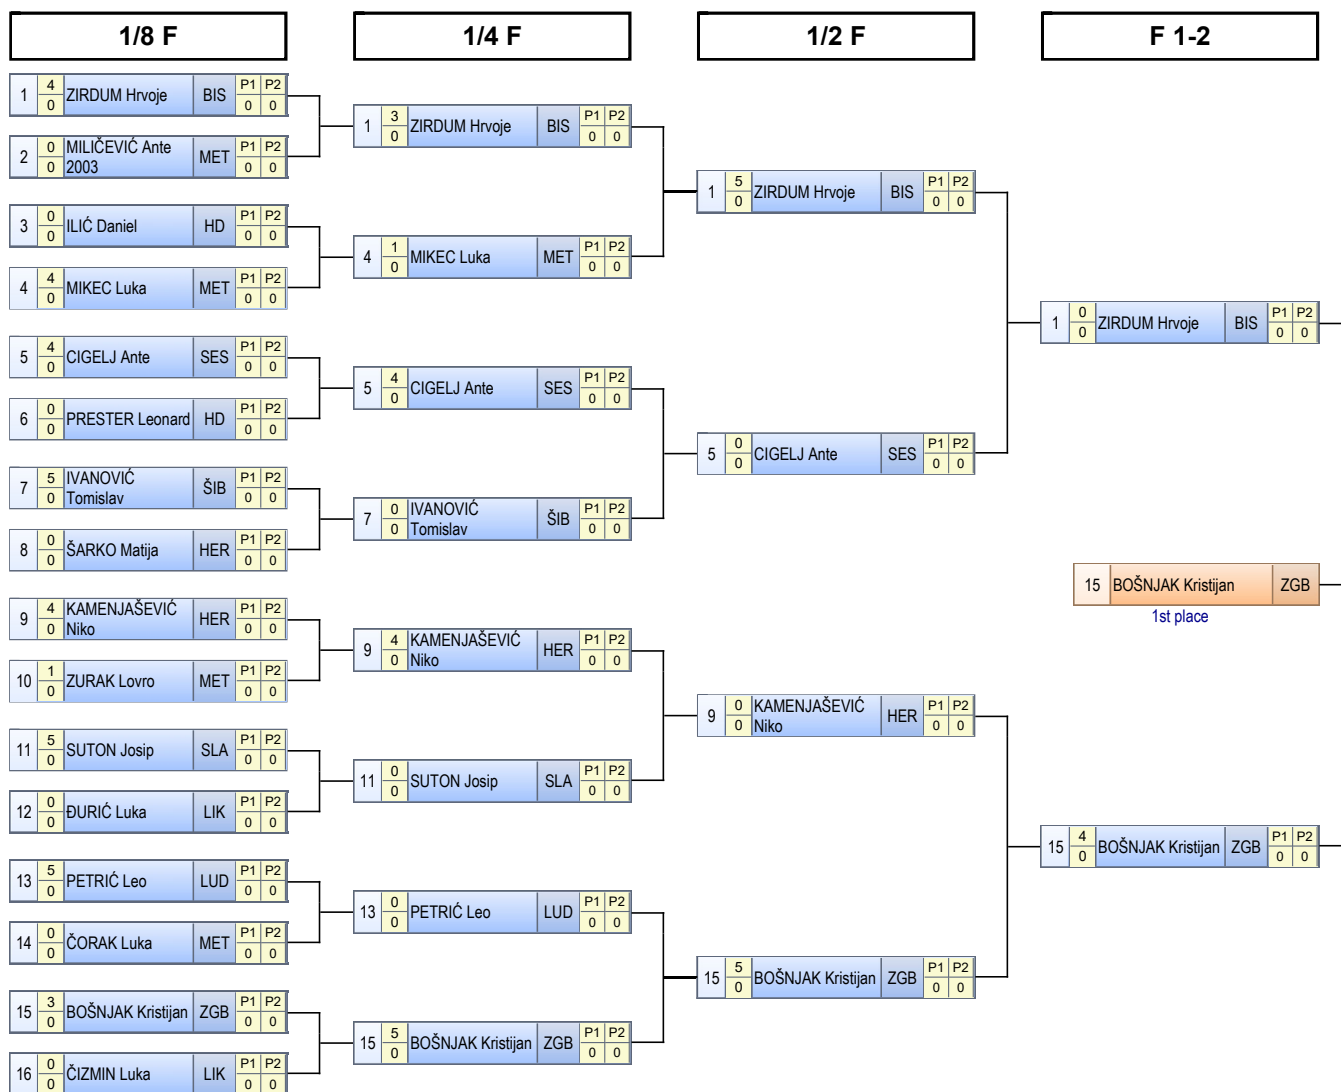 1/8 F
1/4 F
1/2 F
F 1-2
1 4 0 ZIRDUM Hrvoje BIS P1 P2 0 0
2 0 0 MILIČEVIĆ Ante
2003 MET P1 P2 0 0
3 0 0 ILIĆ Daniel HD P1 P2 0 0
4 4 0 MIKEC Luka MET P1 P2 0 0
5 4 0 CIGELJ Ante SES P1 P2 0 0
6 0 0 PRESTER Leonard HD P1 P2 0 0
7 5 0 IVANOVIĆ
Tomislav ŠIB P1 P2 0 0
8 0 0 ŠARKO Matija HER P1 P2 0 0
9 4 0 KAMENJAŠEVIĆ
Niko HER P1 P2 0 0
10 1 0 ZURAK Lovro MET P1 P2 0 0
11 5 0 SUTON Josip SLA P1 P2 0 0
12 0 0 ĐURIĆ Luka LIK P1 P2 0 0
13 5 0 PETRIĆ Leo LUD P1 P2 0 0
14 0 0 ČORAK Luka MET P1 P2 0 0
15 3 0 BOŠNJAK Kristijan ZGB P1 P2 0 0
16 0 0 ČIZMIN Luka LIK P1 P2 0 0
1 3 0 ZIRDUM Hrvoje BIS P1 P2 0 0
4 1 0 MIKEC Luka MET P1 P2 0 0
5 4 0 CIGELJ Ante SES P1 P2 0 0
7 0 0 IVANOVIĆ
Tomislav ŠIB P1 P2 0 0
9 4 0 KAMENJAŠEVIĆ
Niko HER P1 P2 0 0
11 0 0 SUTON Josip SLA P1 P2 0 0
13 0 0 PETRIĆ Leo LUD P1 P2 0 0
15 5 0 BOŠNJAK Kristijan ZGB P1 P2 0 0
1 5 0 ZIRDUM Hrvoje BIS P1 P2 0 0
5 0 0 CIGELJ Ante SES P1 P2 0 0
9 0 0 KAMENJAŠEVIĆ
Niko HER P1 P2 0 0
15 5 0 BOŠNJAK Kristijan ZGB P1 P2 0 0
1 0 0 ZIRDUM Hrvoje BIS P1 P2 0 0
15 BOŠNJAK Kristijan ZGB
1st place
15 4 0 BOŠNJAK Kristijan ZGB P1 P2 0 0